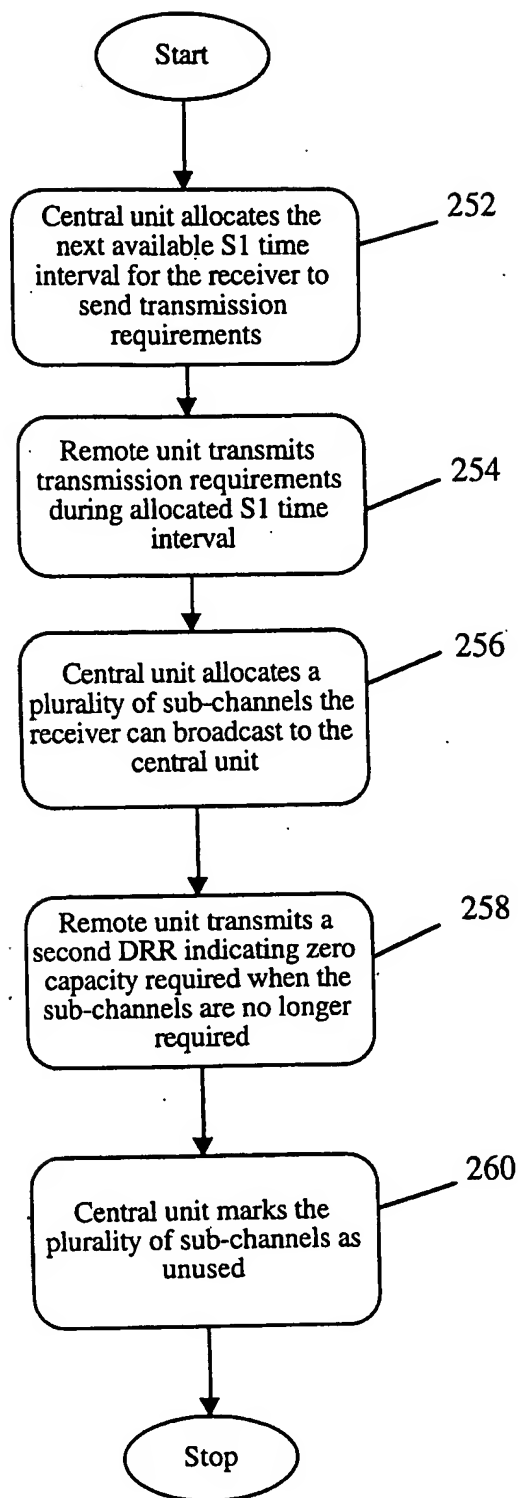 Start
Central unit allocates the
next available S1 time
interval for the receiver to
send transmission
requirements
252
Remote unit transmits
transmission requirements
during allocated S1 time
interval
254
Central unit allocates a
plurality of sub-channels the
receiver can broadcast to the
central unit
256
Remote unit transmits a
second DRR indicating zero
capacity required when the
sub-channels are no longer
required
258
Central unit marks the
plurality of sub-channels as
unused
260
Stop